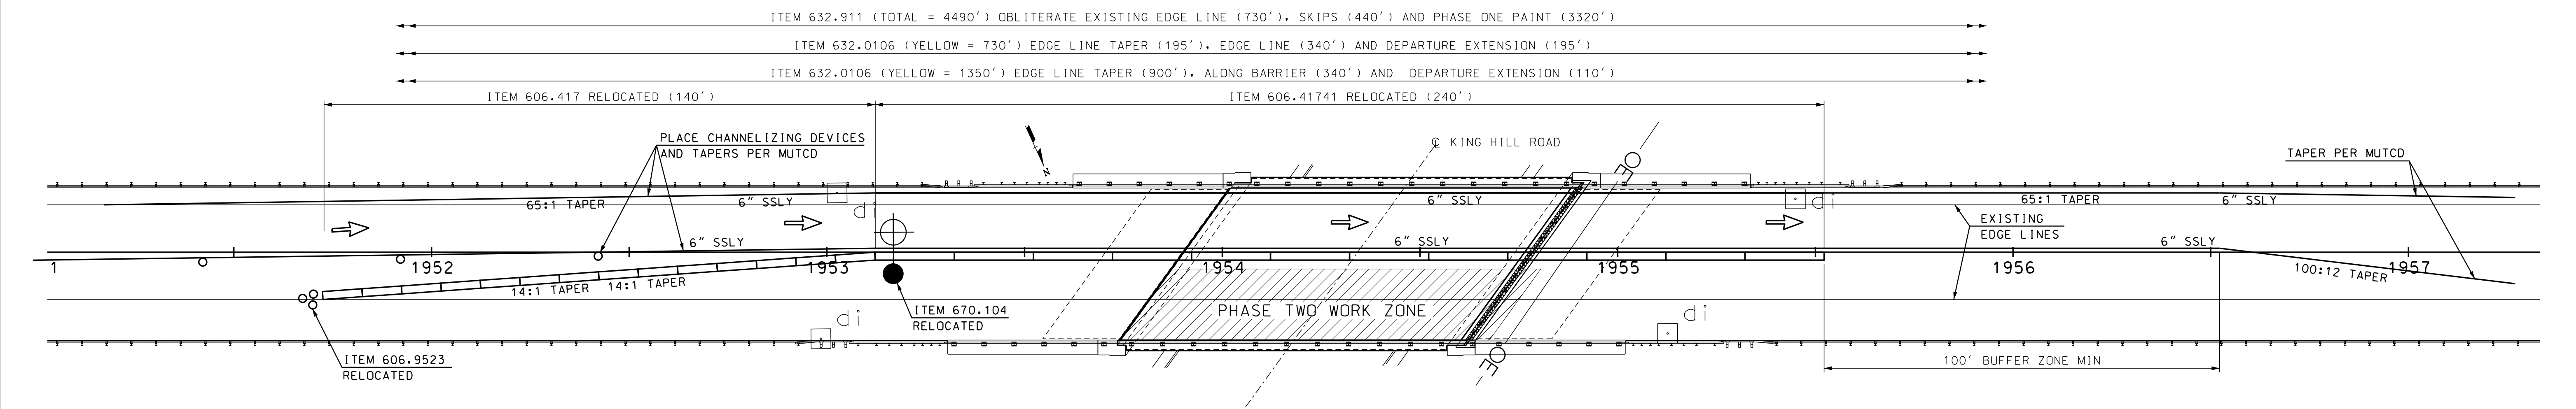 ITEM 632.911 (TOTAL = 4490') OBLITERATE EXISTING EDGE LINE (730'), SKIPS (440') AND PHASE ONE PAINT (3320')
ITEM 632.0106 (YELLOW = 730') EDGE LINE TAPER (195'), EDGE LINE (340') AND DEPARTURE EXTENSION (195')
ITEM 632.0106 (YELLOW = 1350') EDGE LINE TAPER (900'), ALONG BARRIER (340') AND DEPARTURE EXTENSION (110')
ITEM 606.417 RELOCATED (140')
ITEM 606.41741 RELOCATED (240')
PLACE CHANNELIZING DEVICES
AND TAPERS PER MUTCD
N
℄ KING HILL ROAD
TAPER PER MUTCD
65:1 TAPER
6" SSLY
di
6" SSLY
di
65:1 TAPER
6" SSLY
EXISTING
EDGE LINES
6" SSLY
6" SSLY
6" SSLY
1
1952
1953
1954
1955
1956
1957
100:12 TAPER
14:1 TAPER
14:1 TAPER
ITEM 670.104
RELOCATED
PHASE TWO WORK ZONE
di
di
ITEM 606.9523
RELOCATED
100' BUFFER ZONE MIN